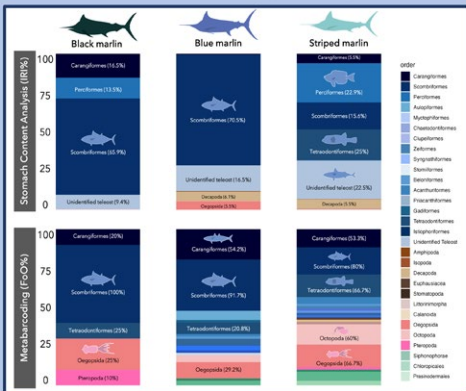 Black marlin
Blue marlin
Striped marlin
Stomach Content Analysis (IRI%)
100
75
50
25
0
Carangiformes (16.5%)
Perciformes (13.5%)
Scombriformes (65.9%)
Unidentified teleost (9.4%)
Scombriformes (70.5%)
Unidentified teleost (16.5%)
Decapoda (6.1%)
Oegopsida (5.5%)
Carangiformes (5.5%)
Perciformes (22.9%)
Scombriformes (15.6%)
Tetraodontiformes (25%)
Unidentified teleost (22.5%)
Decapoda (5.5%)
Metabarcoding (FoO%)
100
75
50
25
0
Carangiformes (20%)
Scombriformes (100%)
Tetraodontiformes (25%)
Oegopsida (25%)
Pteropoda (10%)
Carangiformes (54.2%)
Scombriformes (91.7%)
Tetraodontiformes (20.8%)
Oegopsida (29.2%)
Carangiformes (53.3%)
Scombriformes (80%)
Tetraodontiformes (66.7%)
Octopoda (60%)
Oegopsida (66.7%)
order
Carangiformes
Scombriformes
Perciformes
Aulopiformes
Myctophiformes
Chaetodontiformes
Clupeiformes
Zeiformes
Syngnathiformes
Stomiiformes
Beloniformes
Acanthuriformes
Priacanthiformes
Gadiformes
Tetraodontiformes
Istiophoriformes
Unidentified Teleost
Amphipoda
Isopoda
Decapoda
Euphausiacea
Stomatopoda
Littorinimorpha
Calanoida
Oegopsida
Octopoda
Pteropoda
Siphonophorae